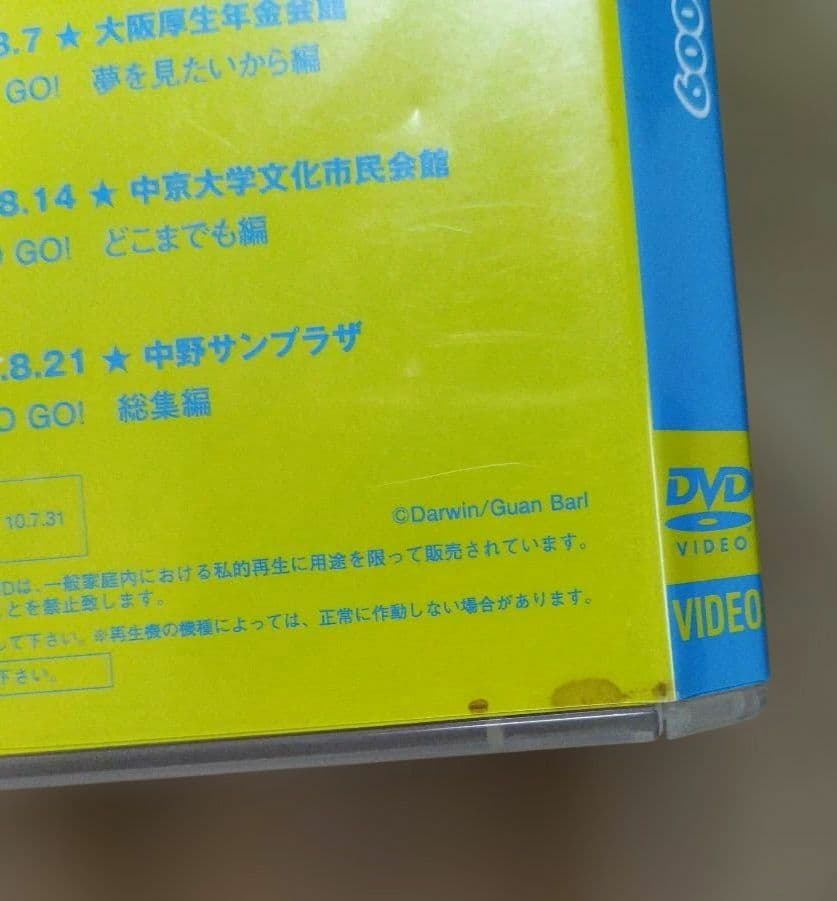 8.7 ★ 大阪厚生年金会館
GO! 夢を見たいから編
8.14 ★ 中京大学文化市民会館
GO! どこまでも編
.8.21 ★ 中野サンプラザ
O GO! 総集編
10.7.31
©Darwin/Guan Barl
Dは、一般家庭内における私的再生に用途を限って販売されています。
ことを禁止致します。
して下さい。※再生機の機種によっては、正常に作動しない場合があります。
下さい。
600
DVD
VIDEO
VIDEO